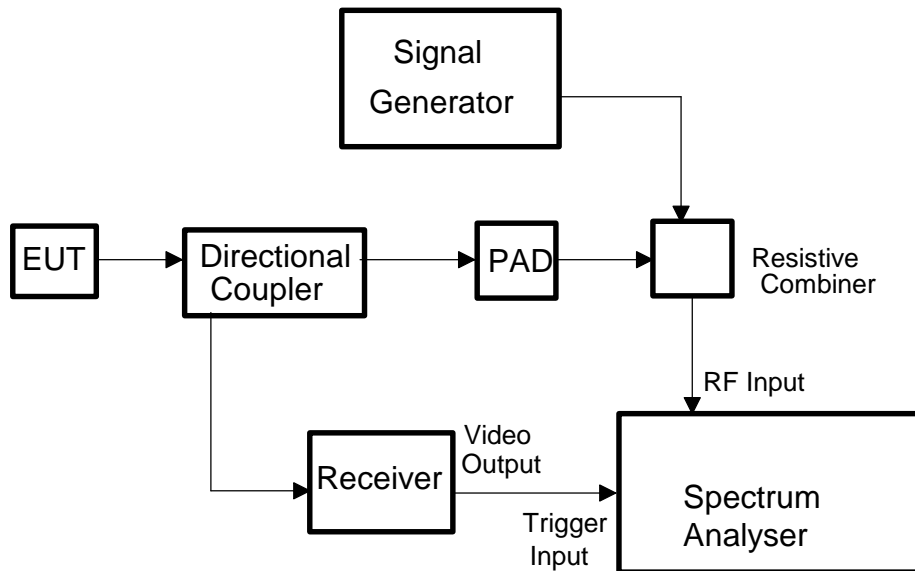 Signal
Generator
EUT
Directional
Coupler
PAD
Resistive
Combiner
RF Input
Receiver
Video
Output
Trigger
Input
Spectrum
Analyser